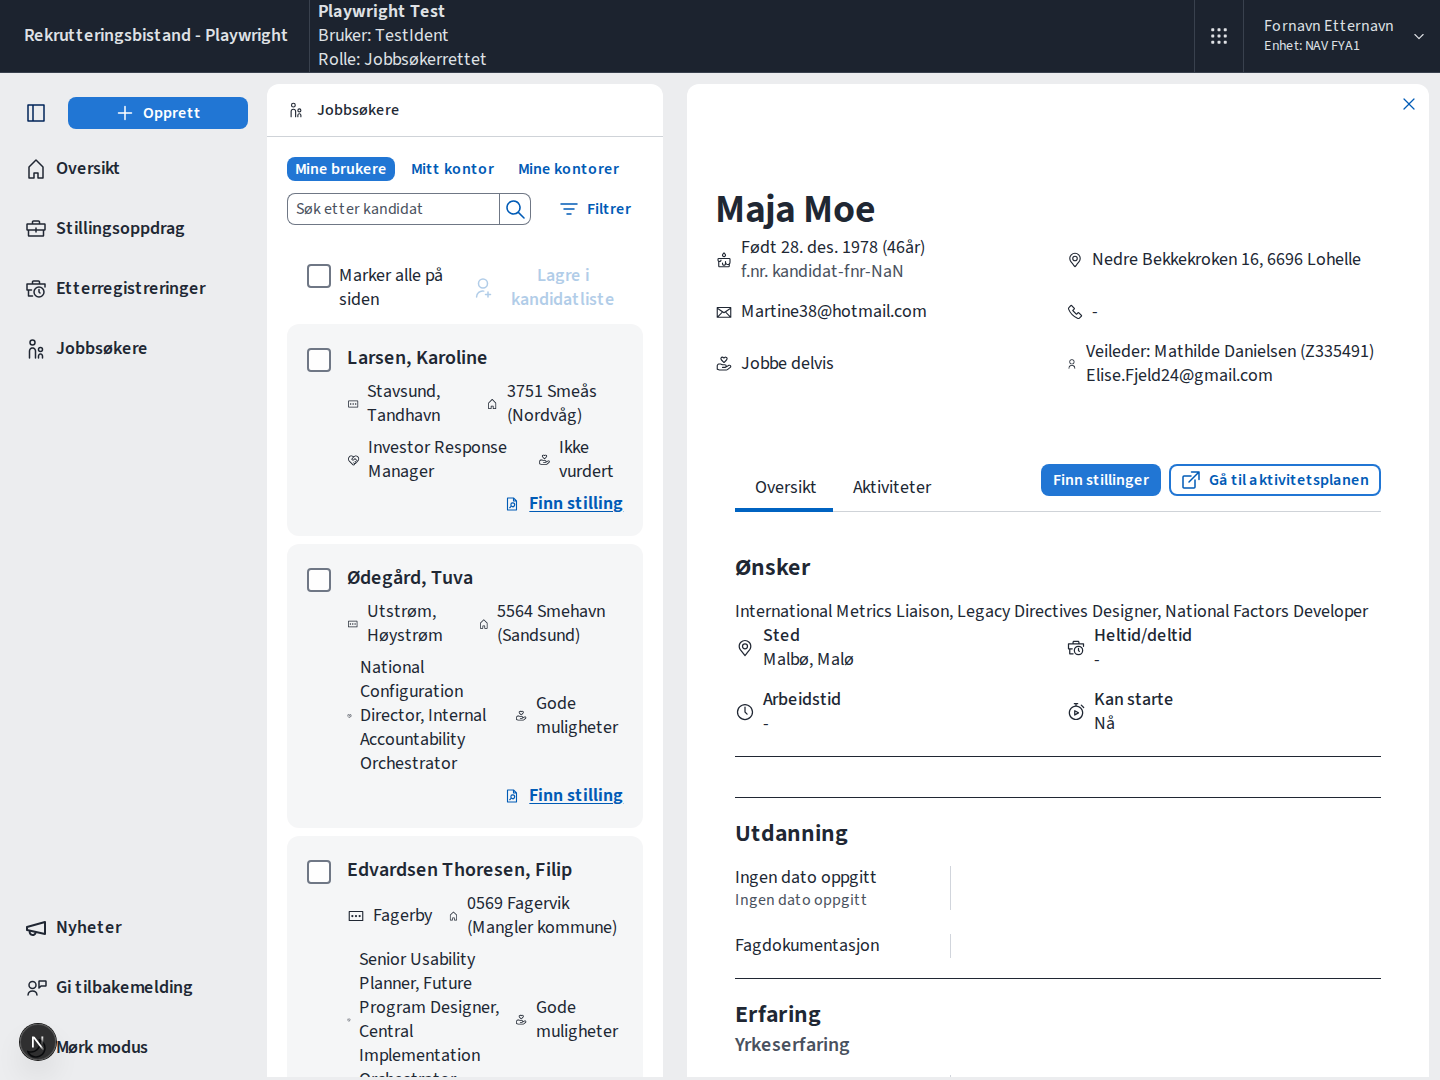 Rekrutteringsbistand - Playwright
Playwright Test
Bruker: TestIdent
Rolle: Jobbsøkerrettet
Fornavn Etternavn
Enhet: NAV FYA1
Opprett
Oversikt
Stillingsoppdrag
Etterregistreringer
Jobbsøkere
Nyheter
Gi tilbakemelding
N
Mørk modus
Jobbsøkere
Mine brukere
Mitt kontor
Mine kontorer
Søk etter kandidat
Filtrer
Marker alle på
siden
Lagre i
kandidatliste
Larsen, Karoline
Stavsund,
Tandhavn
3751 Smeås
(Nordvåg)
Investor Response
Manager
Ikke
vurdert
Finn stilling
Ødegård, Tuva
Utstrøm,
Høystrøm
5564 Smehavn
(Sandsund)
National
Configuration
Director, Internal
Accountability
Orchestrator
Gode
muligheter
Finn stilling
Edvardsen Thoresen, Filip
Fagerby
0569 Fagervik
(Mangler kommune)
Senior Usability
Planner, Future
Program Designer,
Central
Implementation
Orchestrator
Gode
muligheter
Maja Moe
Født 28. des. 1978 (46år)
f.nr. kandidat-fnr-NaN
Nedre Bekkekroken 16, 6696 Lohelle
Martine38@hotmail.com
-
Jobbe delvis
Veileder: Mathilde Danielsen (Z335491)
Elise.Fjeld24@gmail.com
Oversikt
Aktiviteter
Finn stillinger
Gå til aktivitetsplanen
Ønsker
International Metrics Liaison, Legacy Directives Designer, National Factors Developer
Sted
Malbø, Malø
Heltid/deltid
-
Arbeidstid
-
Kan starte
Nå
Utdanning
Ingen dato oppgitt
Ingen dato oppgitt
Fagdokumentasjon
Erfaring
Yrkeserfaring